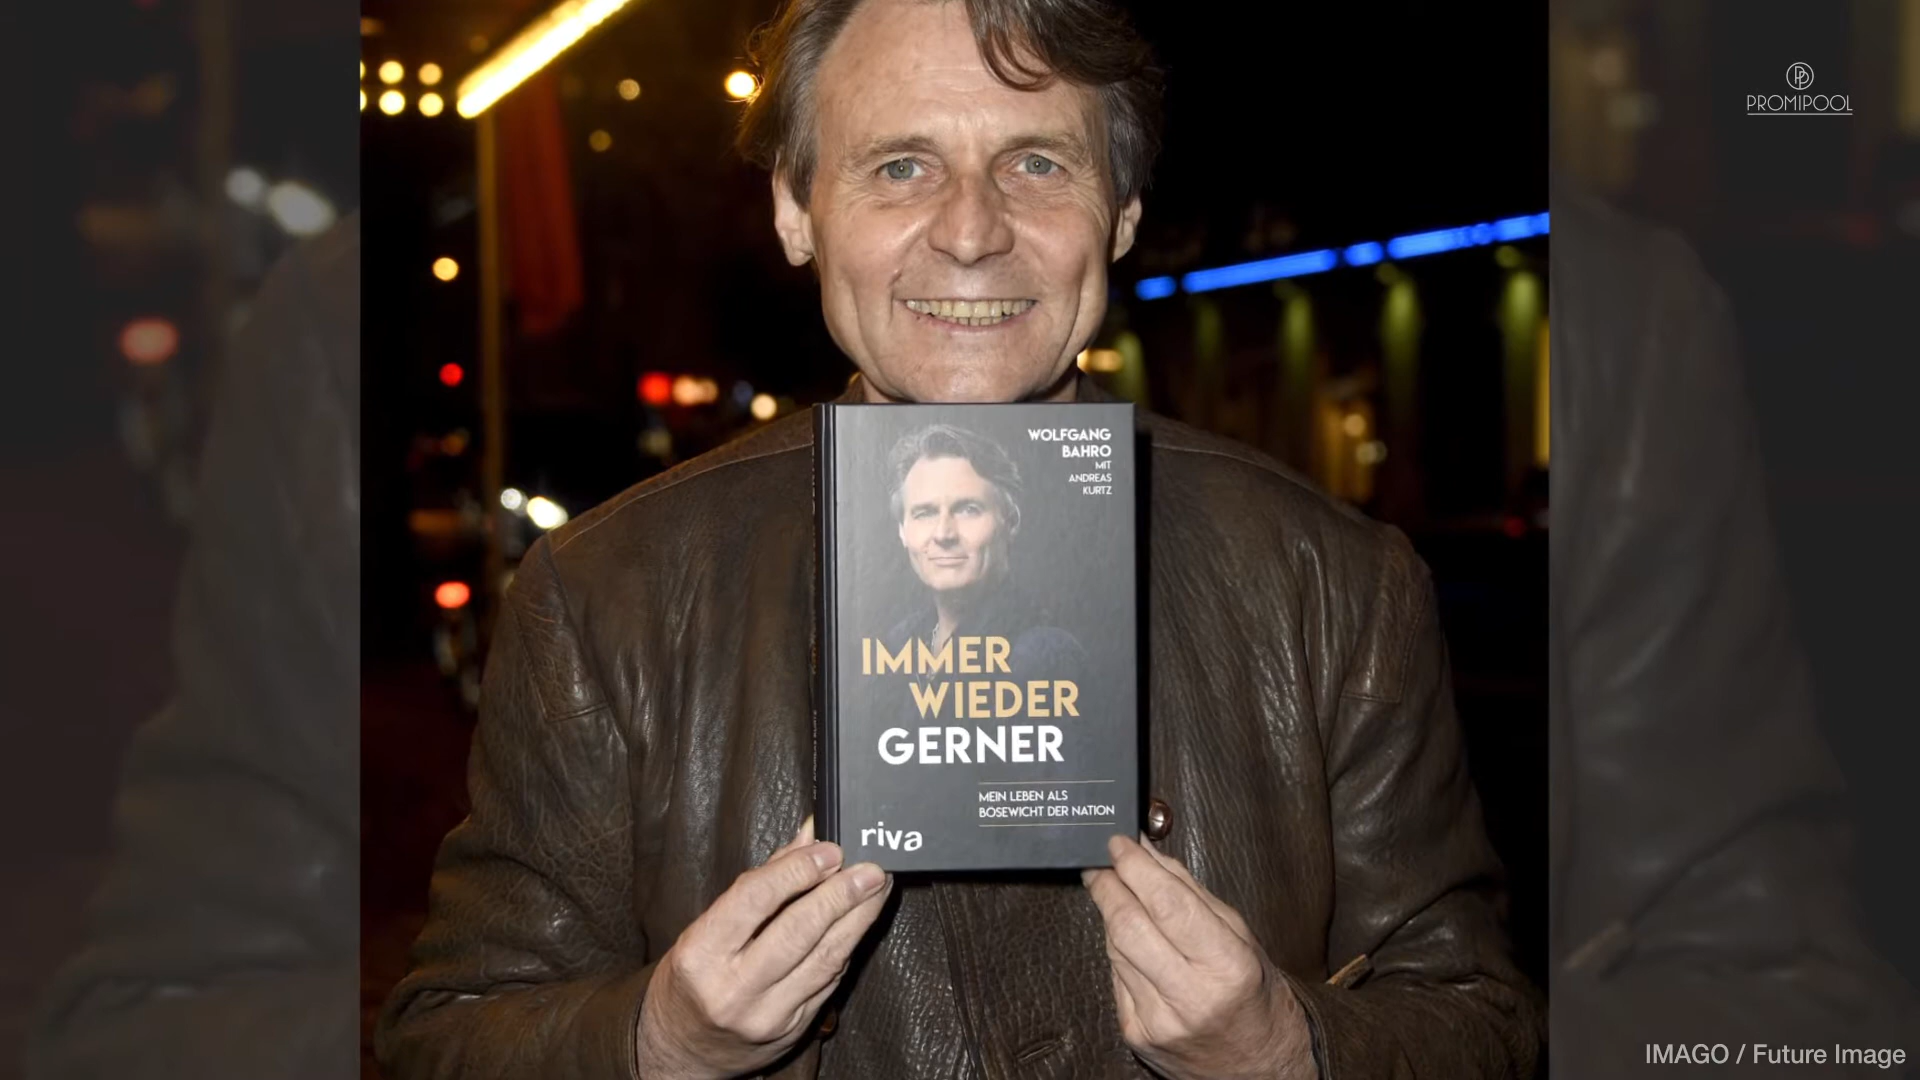 PROMIPOOL
WOLFGANG
BAHRO
MIT
ANDREAS
KURTZ
IMMER
WIEDER
GERNER
MEIN LEBEN ALS
BÖSEWICHT DER NATION
riva
IMAGO / Future Image